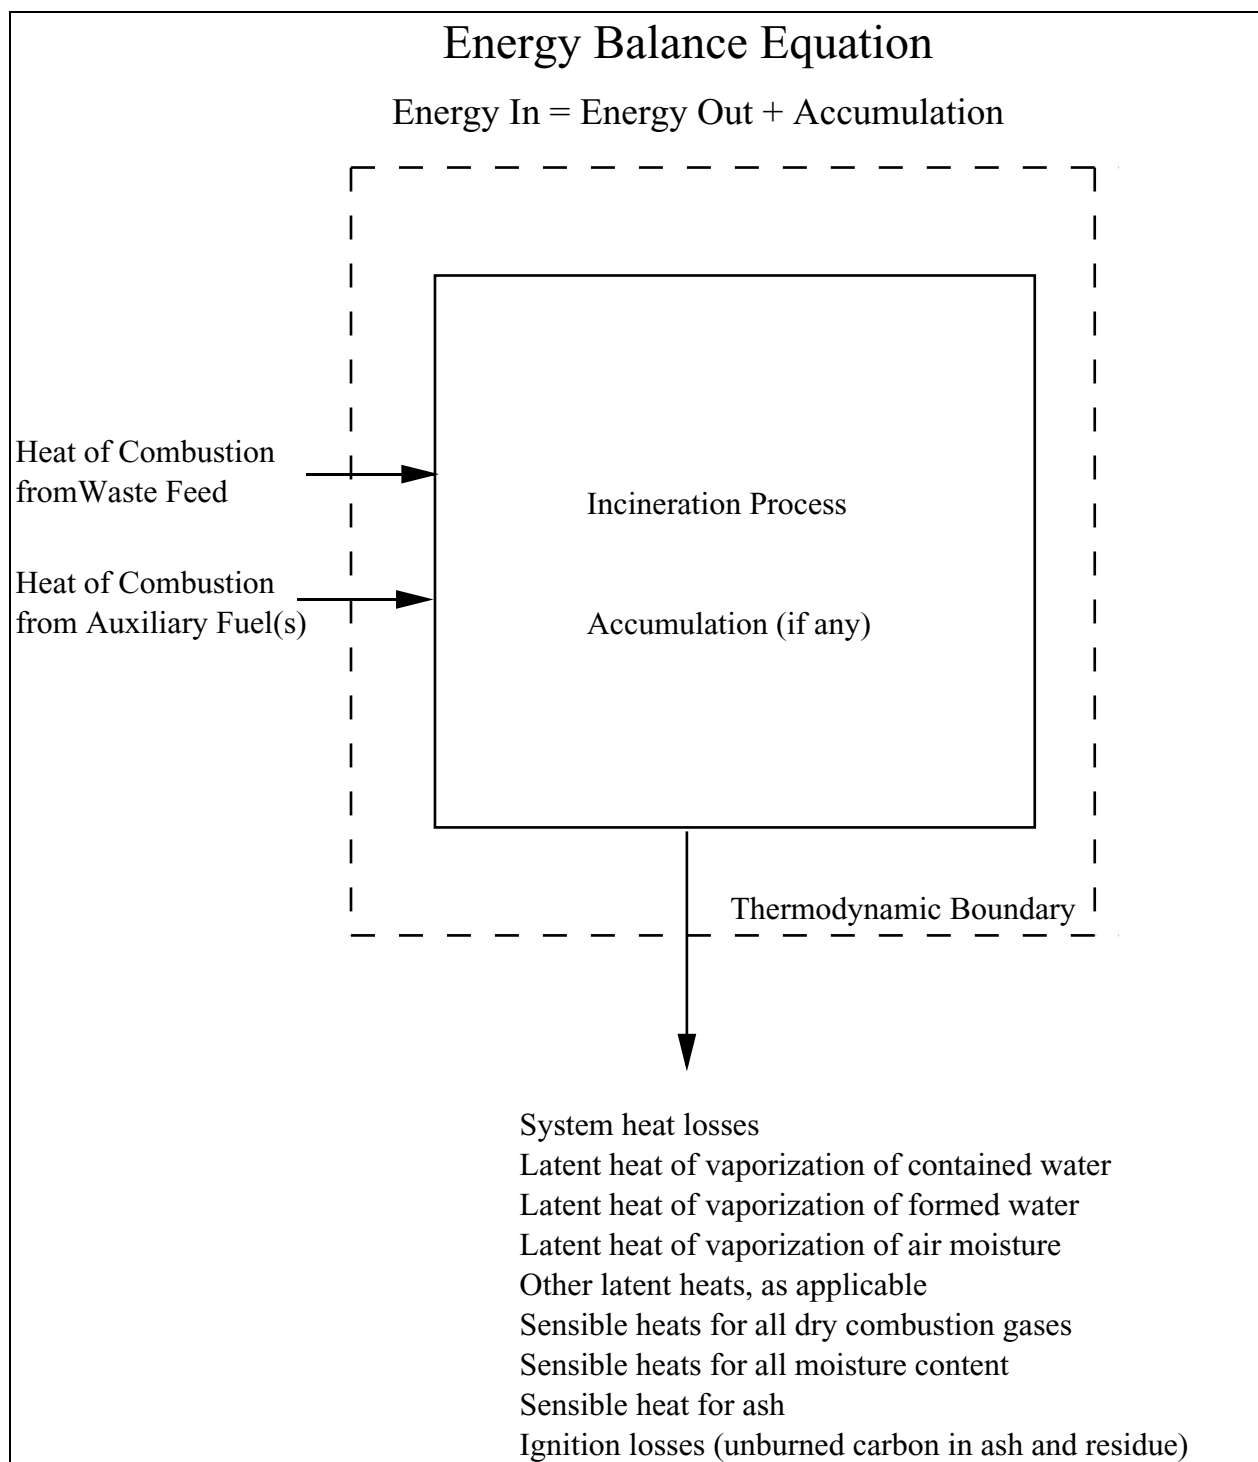 Energy Balance Equation
Energy In = Energy Out + Accumulation
Heat of Combustion
fromWaste Feed
Incineration Process
Heat of Combustion
from Auxiliary Fuel(s)
Accumulation (if any)
Thermodynamic Boundary
System heat losses
Latent heat of vaporization of contained water
Latent heat of vaporization of formed water
Latent heat of vaporization of air moisture
Other latent heats, as applicable
Sensible heats for all dry combustion gases
Sensible heats for all moisture content
Sensible heat for ash
Ignition losses (unburned carbon in ash and residue)